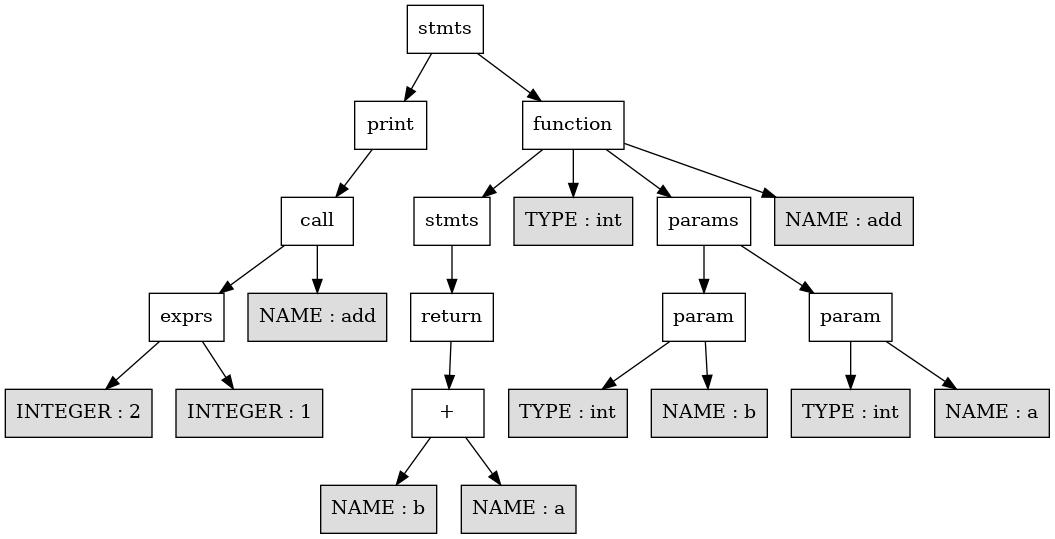 stmts
print
function
call
stmts
TYPE : int
params
NAME : add
exprs
NAME : add
return
param
param
INTEGER : 2
INTEGER : 1
+
TYPE : int
NAME : b
TYPE : int
NAME : a
NAME : b
NAME : a